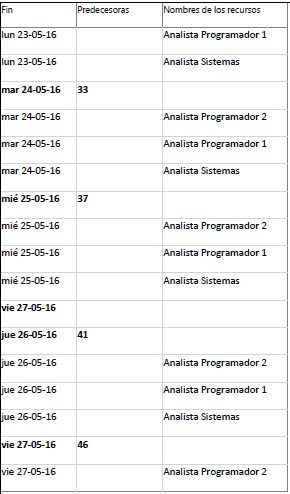 Fin Predecesoras Nombres de los recursos
lun 23-05-16 Analista Programador 1
lun 23-05-16 Analista Sistemas
mar 24-05-16 33
mar 24-05-16 Analista Programador 2
mar 24-05-16 Analista Programador 1
mar 24-05-16 Analista Sistemas
mié 25-05-16 37
mié 25-05-16 Analista Programador 2
mié 25-05-16 Analista Programador 1
mié 25-05-16 Analista Sistemas
vie 27-05-16
jue 26-05-16 41
jue 26-05-16 Analista Programador 2
jue 26-05-16 Analista Programador 1
jue 26-05-16 Analista Sistemas
vie 27-05-16 46
vie 27-05-16 Analista Programador 2